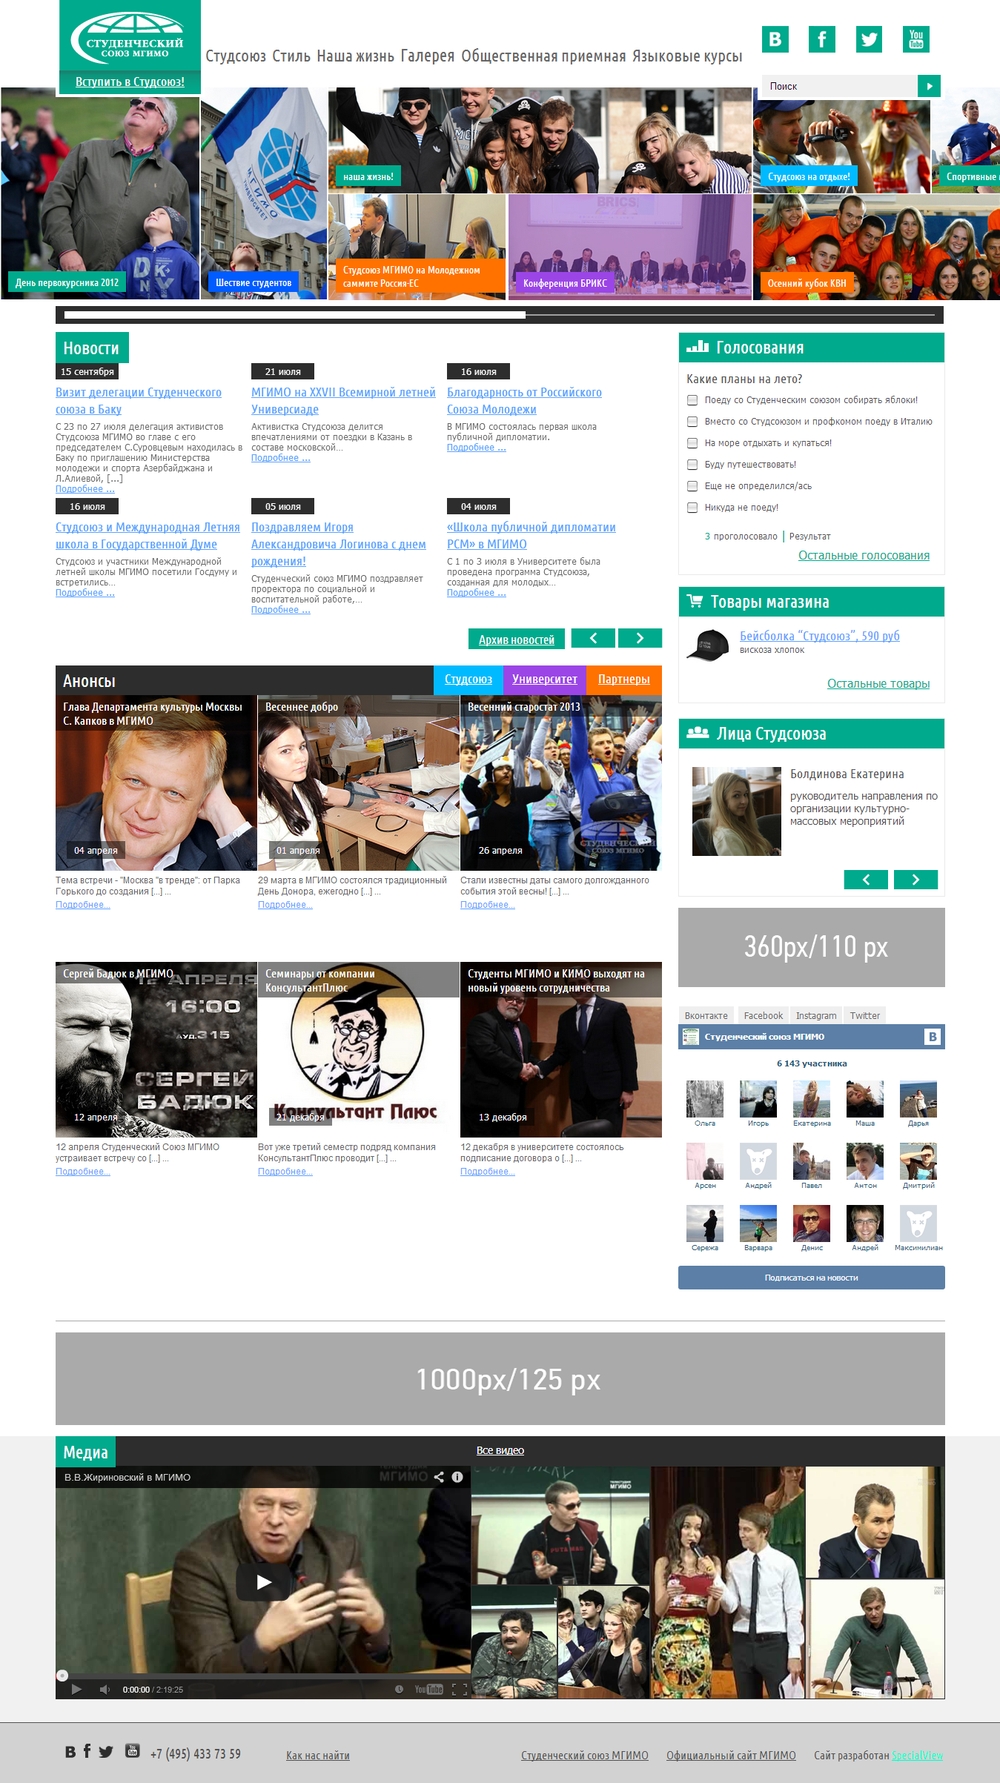 СТУДЕНЧЕСКИЙ
СОЮЗ МГИМО
Вступить в Студсоюз!
Студсоюз Стиль Наша жизнь Галерея Общественная приемная Языковые курсы
Поиск
День первокурсника 2012
Шествие студентов
наша жизнь!
Студсоюз МГИМО на Молодежном
саммите Россия-ЕС
BRICS
Конференция БРИКС
Студсоюз на отдыхе!
Спортивные
Осенний кубок КВН
Новости
15 сентября
Визит делегации Студенческого
союза в Баку
С 23 по 27 июля делегация активистов
Студсоюза МГИМО во главе с его
председателем С.Суровцевым находилась в
Баку по приглашению Министерства
молодежи и спорта Азербайджана и
Л.Алиевой, [...]
Подробнее ...
21 июля
МГИМО на XXVII Всемирной летней
Универсиаде
Активистка Студсоюза делится
впечатлениями от поездки в Казань в
составе московской...
Подробнее ...
16 июля
Благодарность от Российского
Союза Молодежи
В МГИМО состоялась первая школа
публичной дипломатии.
Подробнее ...
16 июля
Студсоюз и Международная Летняя
школа в Государственной Думе
Студсоюз и участники Международной
летней школы МГИМО посетили Госдуму и
встретились...
Подробнее ...
05 июля
Поздравляем Игоря
Александровича Логинова с днем
рождения!
Студенческий союз МГИМО поздравляет
проректора по социальной и
воспитательной работе,...
Подробнее ...
04 июля
«Школа публичной дипломатии
РСМ» в МГИМО
С 1 по 3 июля в Университете была
проведена программа Студсоюза,
созданная для молодых...
Подробнее ...
Архив новостей
Голосования
Какие планы на лето?
Поеду со Студенческим союзом собирать яблоки!
Вместо со Студсоюзом и профкомом поеду в Италию
На море отдыхать и купаться!
Буду путешествовать!
Еще не определился/ась
Никуда не поеду!
3 проголосовало | Результат
Остальные голосования
Товары магазина
Бейсболка "Студсоюз", 590 руб
вискоза хлопок
Остальные товары
Лица Студсоюза
Болдинова Екатерина
руководитель направления по
организации культурно-
массовых мероприятий
360px/110 px
Анонсы
Студсоюз
Университет
Партнеры
Глава Департамента культуры Москвы
С. Капков в МГИМО
04 апреля
Тема встречи - "Москва "в тренде": от Парка
Горького до создания [...] ...
Подробнее...
Весеннее добро
01 апреля
29 марта в МГИМО состоялся традиционный
День Донора, ежегодно [...] ...
Подробнее...
Весенний старостат 2013
26 апреля
СТУДЕНЧЕСКИЙ
СОЮЗ МГИМО
Стали известны даты самого долгожданного
события этой весны! [...] ...
Подробнее...
Сергей Бадюк в МГИМО
12 АПРЕЛЯ
16:00
АУД.315
СЕРГЕЙ
БАДЮК
12 апреля
12 апреля Студенческий Союз МГИМО
устраивает встречу со [...] ...
Подробнее...
Семинары от компании
КонсультантПлюс
Консультант Плюс
21 декабря
Вот уже третий семестр подряд компания
КонсультантПлюс проводит [...] ...
Подробнее...
Студенты МГИМО и КИМО выходят на
новый уровень сотрудничества
13 декабря
12 декабря в университете состоялось
подписание договора о [...] ...
Подробнее...
Вконтакте
Facebook
Instagram
Twitter
Студенческий союз МГИМО
В
6 143 участника
Ольга Игорь Екатерина Маша Дарья
Арсен Андрей Павел Антон Дмитрий
Сережа Варвара Денис Андрей Максимилиан
Подписаться на новости
1000px/125 px
Медиа
Все видео
В.В.Жириновский в МГИМО
МГИМО
0:00:00 / 2:19:25
YouTube
МГИМО
+7 (495) 433 73 59
Как нас найти
Студенческий союз МГИМО
Официальный сайт МГИМО
Сайт разработан SpecialView